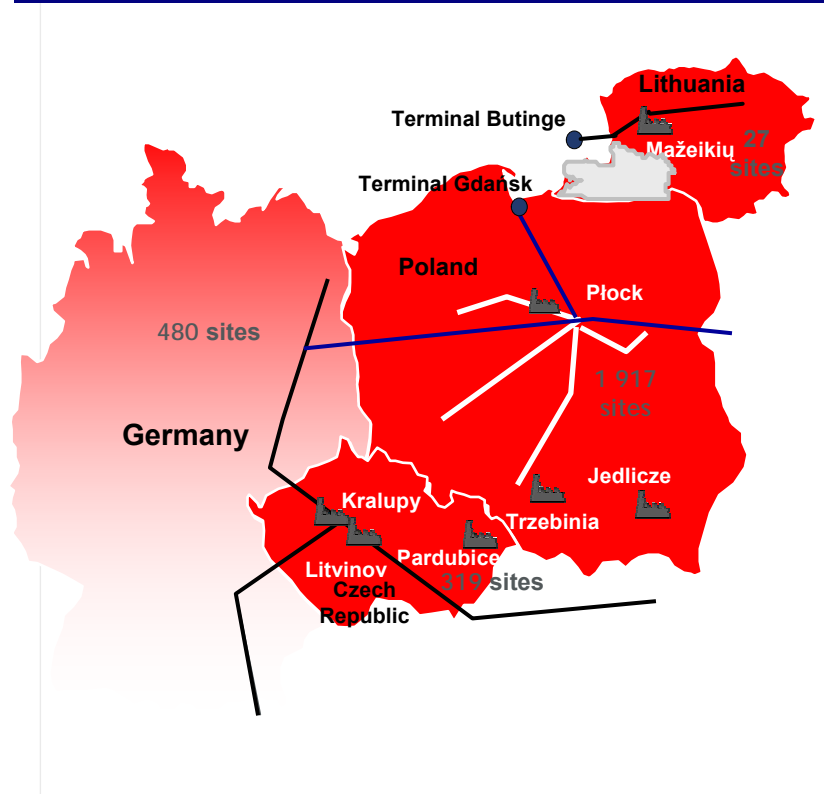 Lithuania
Terminal Butinge
27
Mažeikių
sites
Terminal Gdańsk
Poland
Płock
480 sites
1 917
sites
Germany
Jedlicze
Kralupy
Trzebinia
Pardubice
Litvinov
319 sites
Czech
Republic